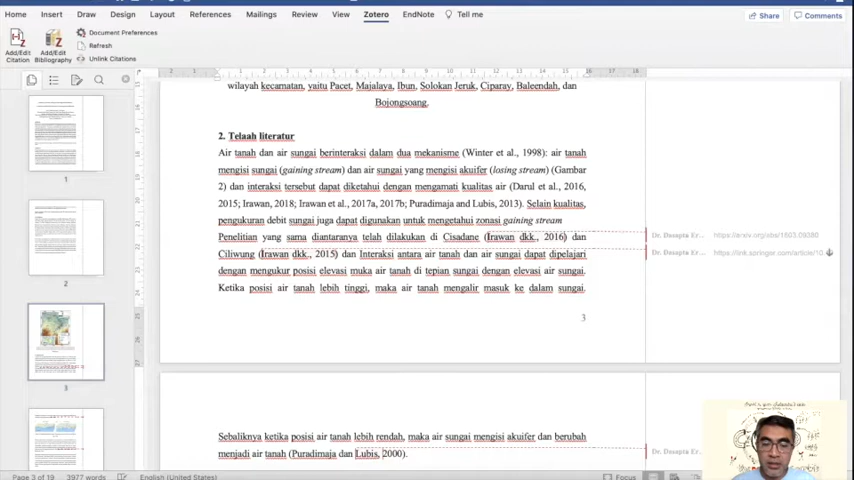 Home Insert Draw Design Layout References Mailings Review View Zotero EndNote Tell me
Share Comments
Add/Edit Citation
Add/Edit Bibliography
Document Preferences
Refresh
Unlink Citations
wilayah kecamatan, yaitu Pacet, Majalaya, Ibun, Solokan Jeruk, Ciparay, Baleendah, dan
Bojongsoang.
2. Telaah literatur
Air tanah dan air sungai berinteraksi dalam dua mekanisme (Winter et al., 1998): air tanah
mengisi sungai (gaining stream) dan air sungai yang mengisi akuifer (losing stream) (Gambar
2) dan interaksi tersebut dapat diketahui dengan mengamati kualitas air (Darul et al., 2016,
2015; Irawan, 2018; Irawan et al., 2017a, 2017b; Puradimaja and Lubis, 2013). Selain kualitas,
pengukuran debit sungai juga dapat digunakan untuk mengetahui zonasi gaining stream
Penelitian yang sama diantaranya telah dilakukan di Cisadane (Irawan dkk., 2016) dan
Ciliwung (Irawan dkk., 2015) dan Interaksi antara air tanah dan air sungai dapat dipelajari
dengan mengukur posisi elevasi muka air tanah di tepian sungai dengan elevasi air sungai.
Ketika posisi air tanah lebih tinggi, maka air tanah mengalir masuk ke dalam sungai.
3
Dr. Dasapta Er... https://arxiv.org/abs/1603.09380
Dr. Dasapta Er... https://link.springer.com/article/10
Sebaliknya ketika posisi air tanah lebih rendah, maka air sungai mengisi akuifer dan berubah
menjadi air tanah (Puradimaja dan Lubis, 2000).
Dr. Dasapta Er...
1
2
3
Page 3 of 19 3977 words English (United States) Focus